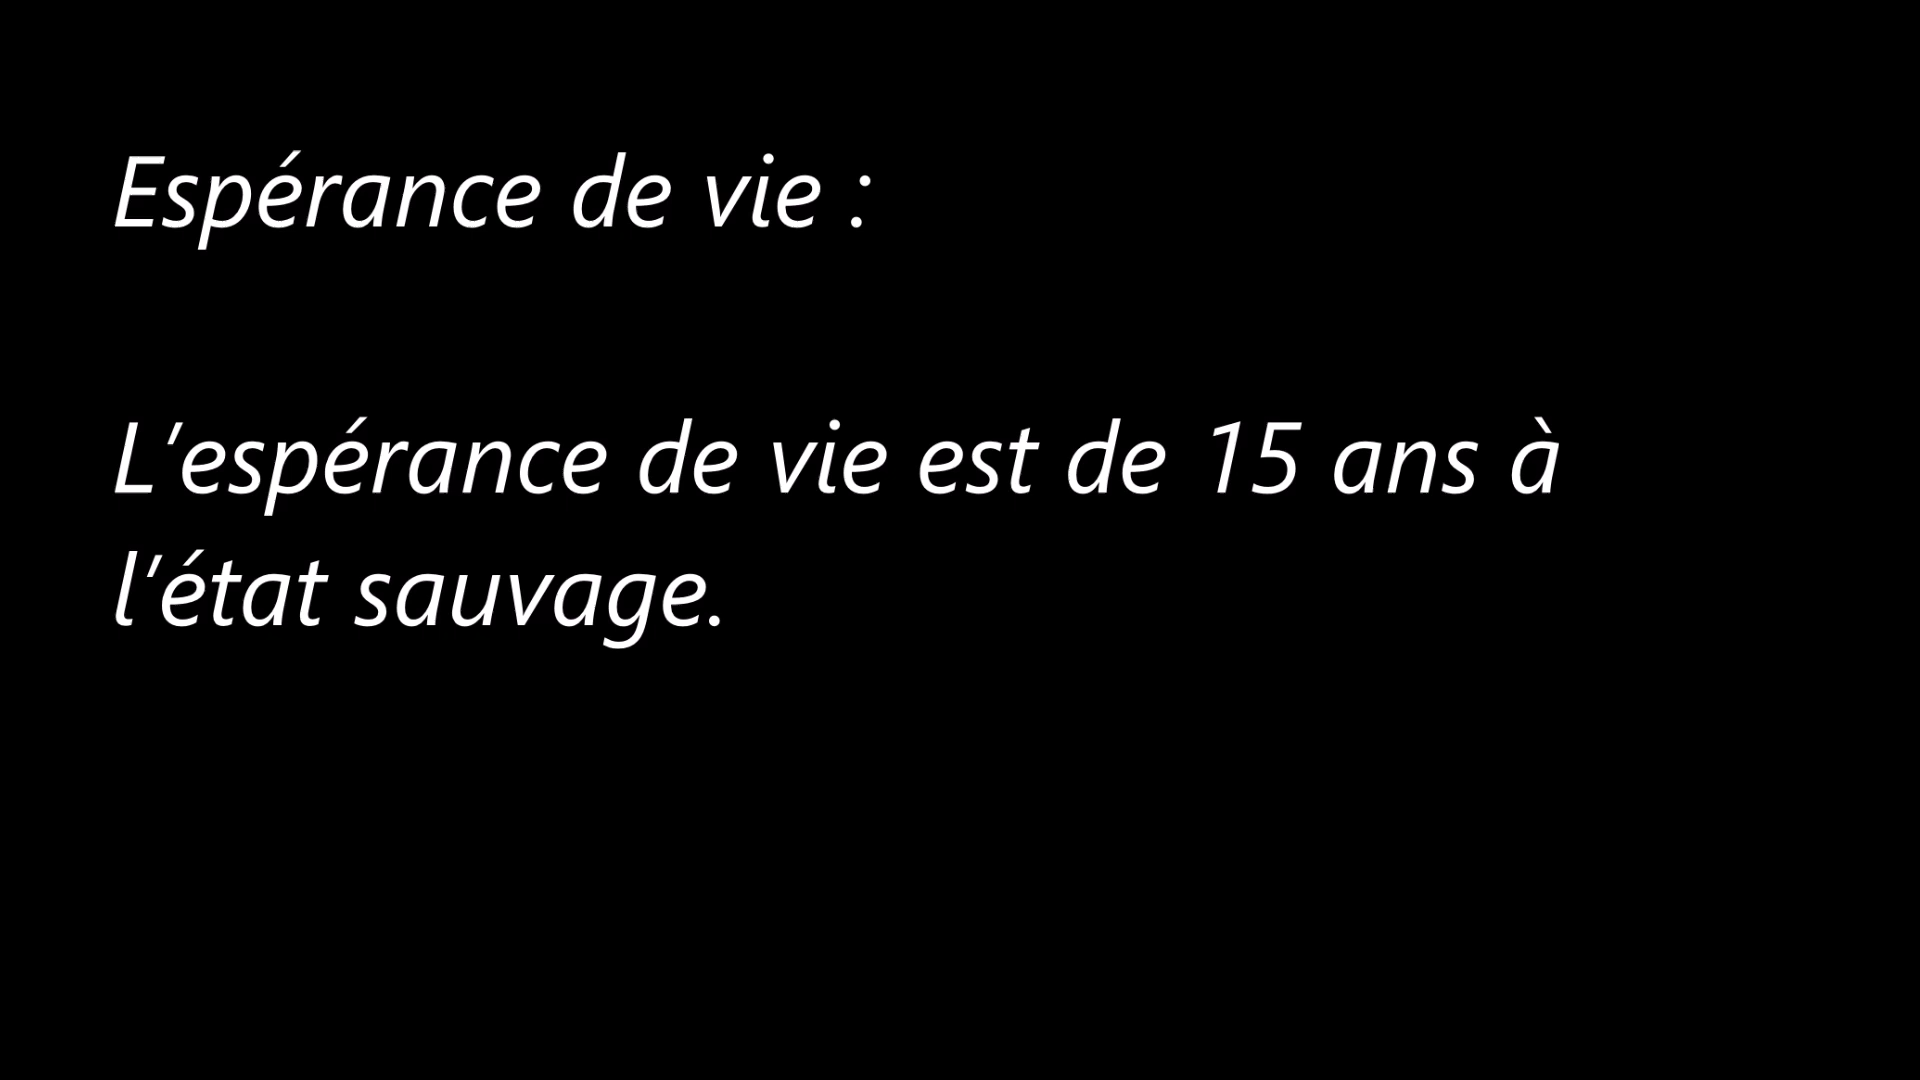 Espérance de vie :
L'espérance de vie est de 15 ans à
l'état sauvage.